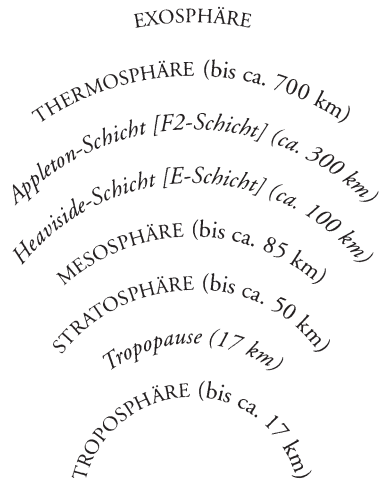 EXOSPHÄRE
THERMOSPHÄRE (bis ca. 700 km)
Appleton-Schicht [F2-Schicht] (ca. 300 km)
Heaviside-Schicht [E-Schicht] (ca. 100 km)
MESOSPHÄRE (bis ca. 85 km)
STRATOSPHÄRE (bis ca. 50 km)
Tropopause (17 km)
TROPOSPHÄRE (bis ca. 17 km)